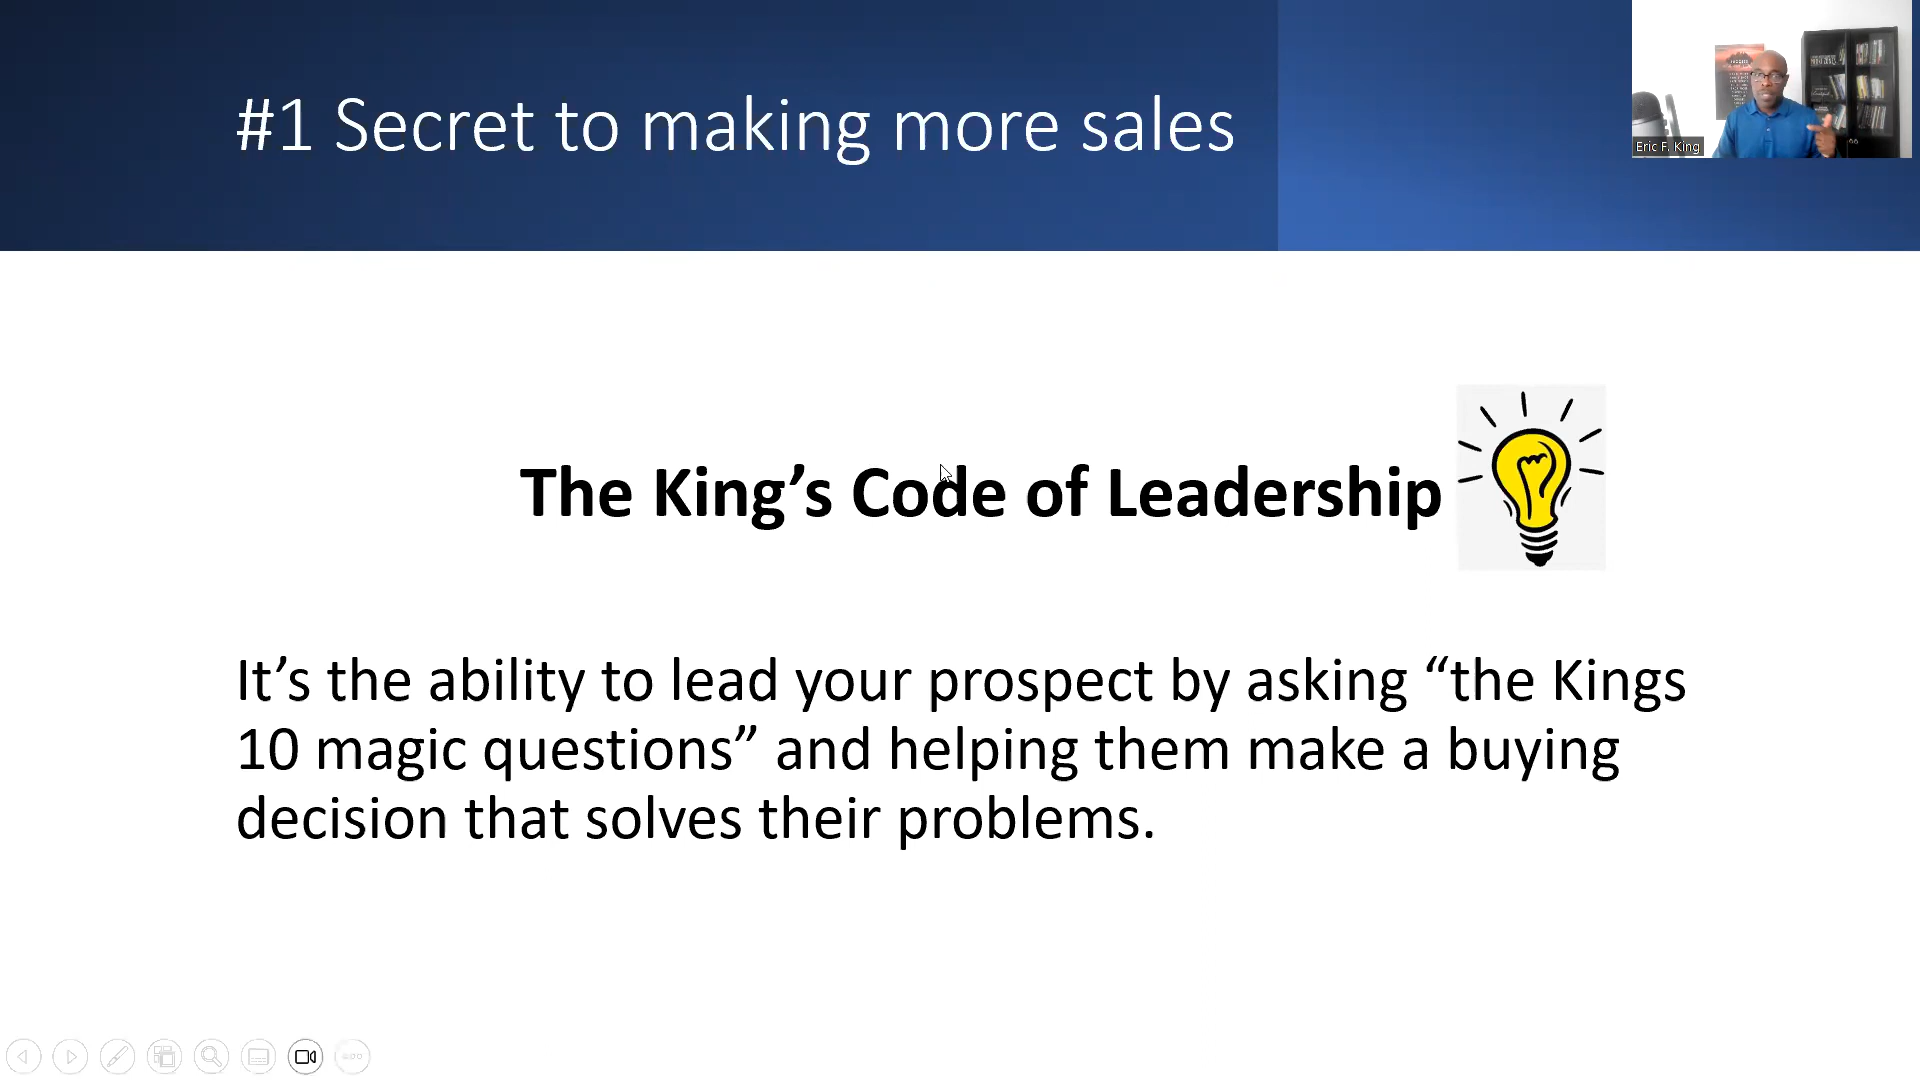 #1 Secret to making more sales
Eric F. King
The King’s Code of Leadership
It’s the ability to lead your prospect by asking “the Kings
10 magic questions” and helping them make a buying
decision that solves their problems.